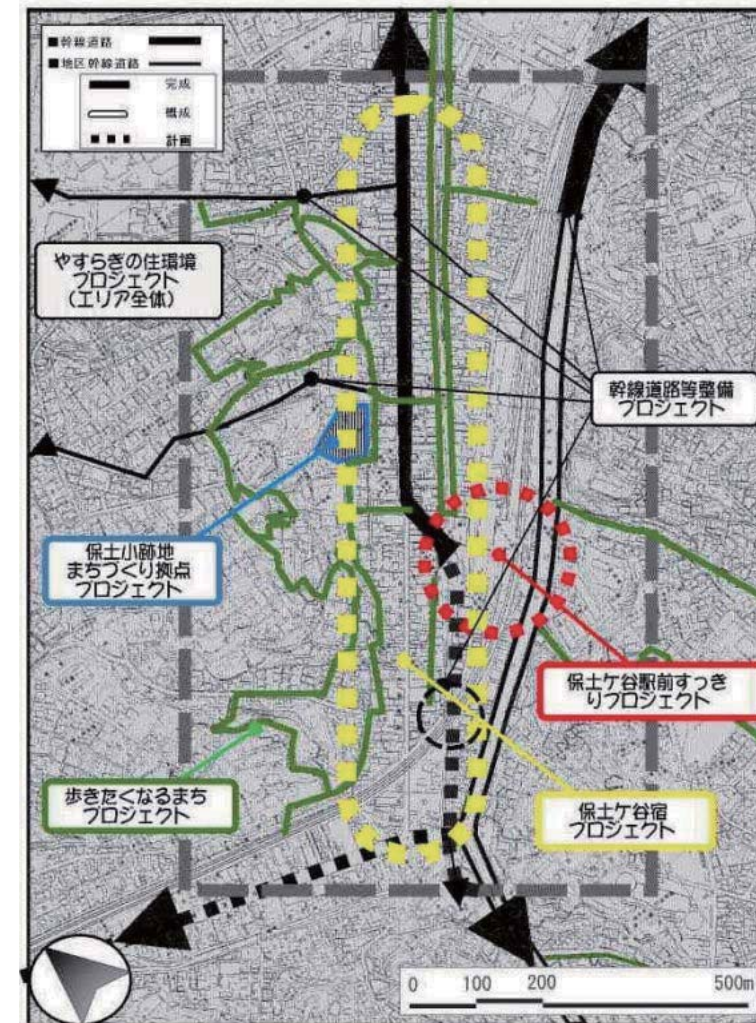 ■幹線道路
■地区幹線道路
完成
概成
計画
やすらぎの住環境
プロジェクト
(エリア全体)
幹線道路等整備
プロジェクト
保土小跡地
まちづくり拠点
プロジェクト
保土ケ谷駅前すっき
りプロジェクト
歩きたくなるまち
プロジェクト
保土ケ谷宿
プロジェクト
0 100 200 500m